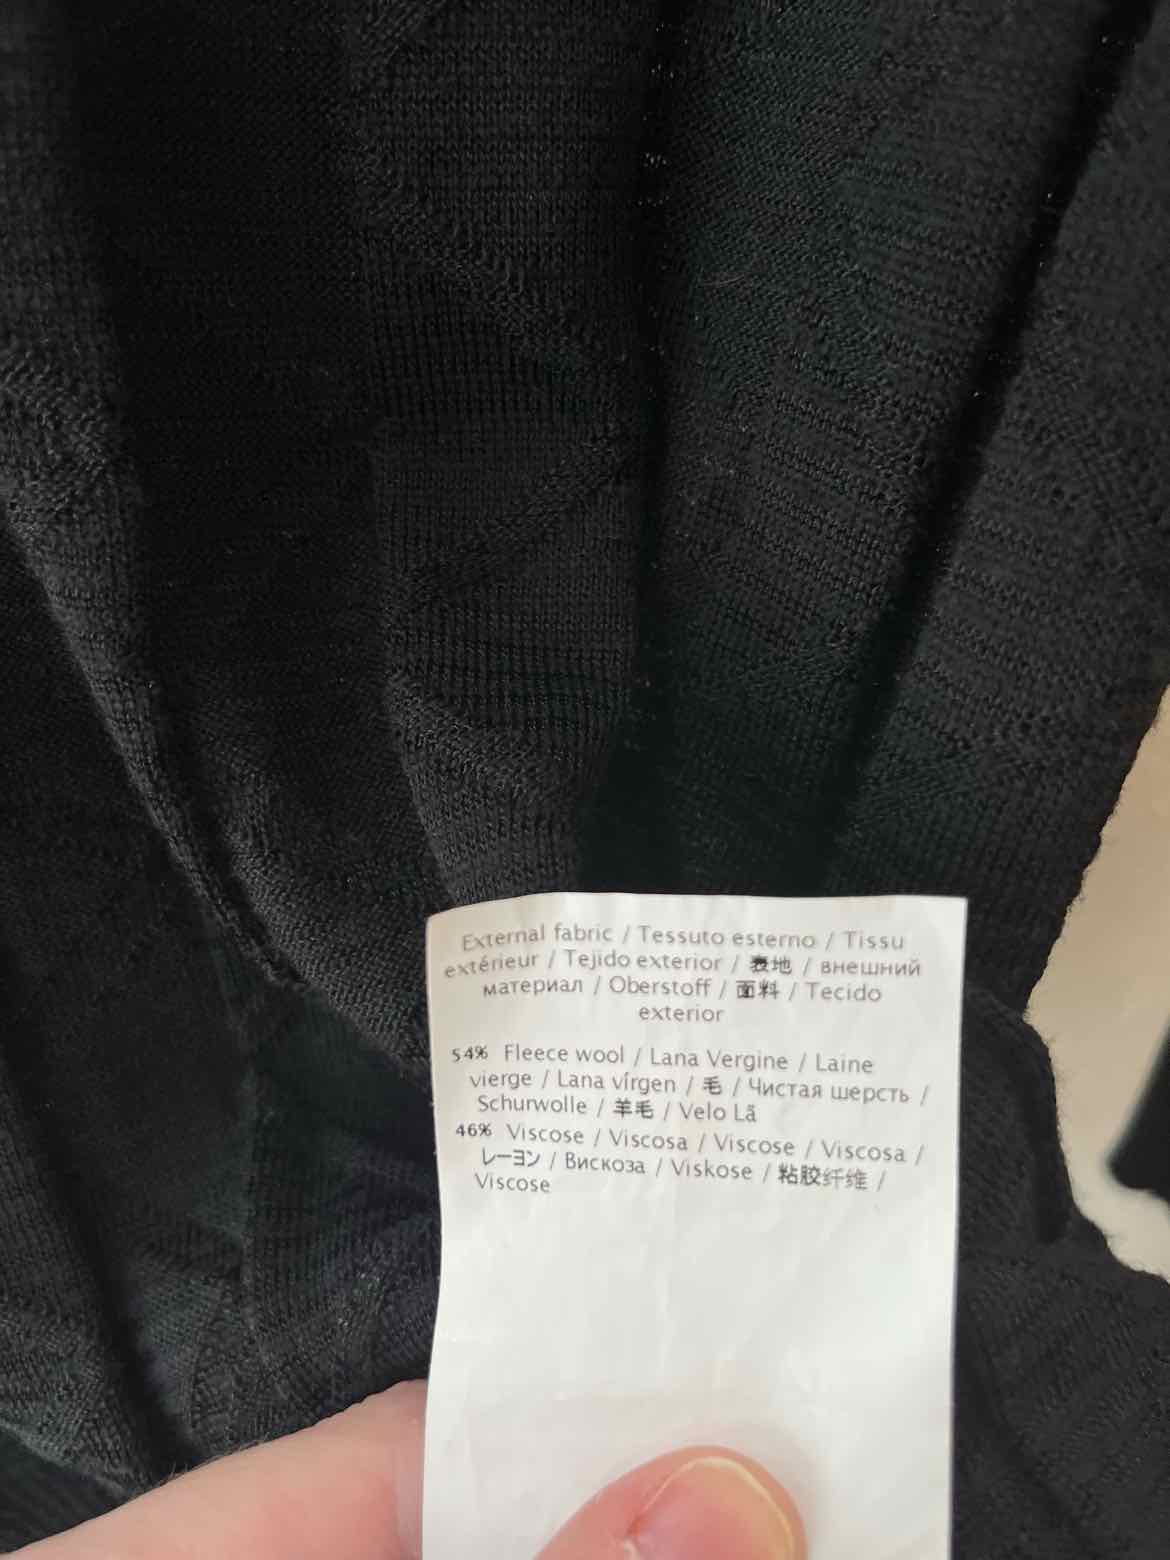 External fabric / Tessuto esterno / Tissu
extérieur / Tejido exterior / 表地 / внешний
материал / Oberstoff / 面料 / Tecido
exterior
54% Fleece wool / Lana Vergine / Laine
vierge / Lana vírgen / 毛 / Чистая шерсть /
Schurwolle / 羊毛 / Velo Lã
46% Viscose / Viscosa / Viscose / Viscosa /
レーヨン / Вискоза / Viskose / 粘胶纤维 /
Viscose